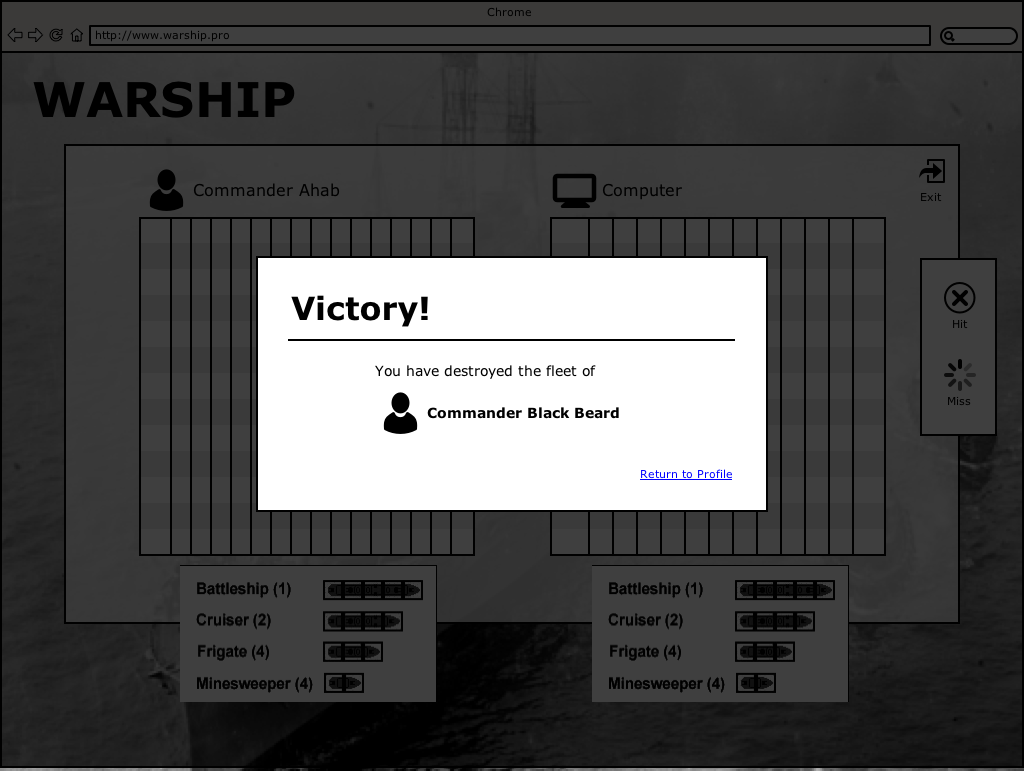 Chrome
http://www.warship.pro
WARSHIP
Commander Ahab
Computer
Exit
Hit
Miss
Victory!
You have destroyed the fleet of
Commander Black Beard
Return to Profile
Battleship (1)
Cruiser (2)
Frigate (4)
Minesweeper (4)
Battleship (1)
Cruiser (2)
Frigate (4)
Minesweeper (4)